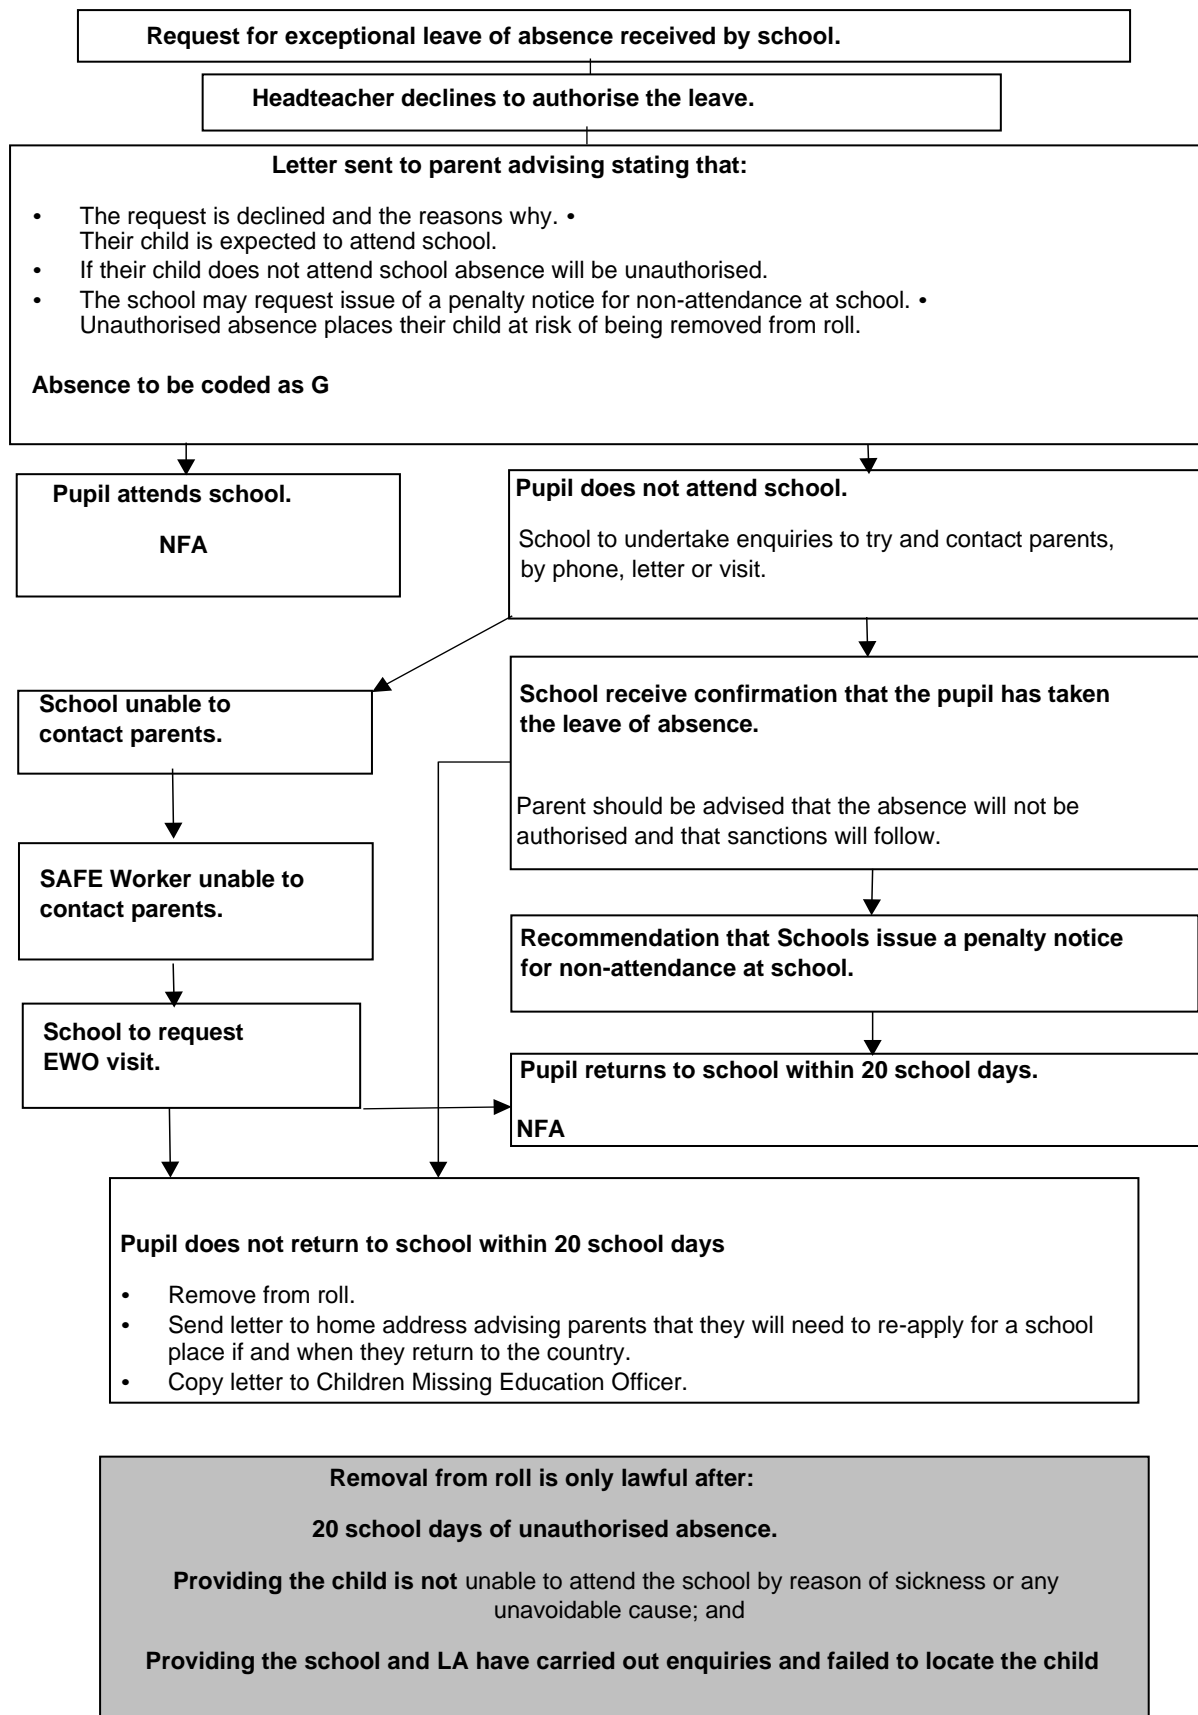 Request for exceptional leave of absence received by school.
Headteacher declines to authorise the leave.
Letter sent to parent advising stating that:
• The request is declined and the reasons why. •
Their child is expected to attend school.
• If their child does not attend school absence will be unauthorised.
• The school may request issue of a penalty notice for non-attendance at school. •
Unauthorised absence places their child at risk of being removed from roll.
Absence to be coded as G
Pupil attends school.
NFA
Pupil does not attend school.
School to undertake enquiries to try and contact parents,
by phone, letter or visit.
School unable to
contact parents.
School receive confirmation that the pupil has taken
the leave of absence.
Parent should be advised that the absence will not be
authorised and that sanctions will follow.
SAFE Worker unable to
contact parents.
Recommendation that Schools issue a penalty notice
for non-attendance at school.
School to request
EWO visit.
Pupil returns to school within 20 school days.
NFA
Pupil does not return to school within 20 school days
• Remove from roll.
• Send letter to home address advising parents that they will need to re-apply for a school
place if and when they return to the country.
• Copy letter to Children Missing Education Officer.
Removal from roll is only lawful after:
20 school days of unauthorised absence.
Providing the child is not unable to attend the school by reason of sickness or any
unavoidable cause; and
Providing the school and LA have carried out enquiries and failed to locate the child